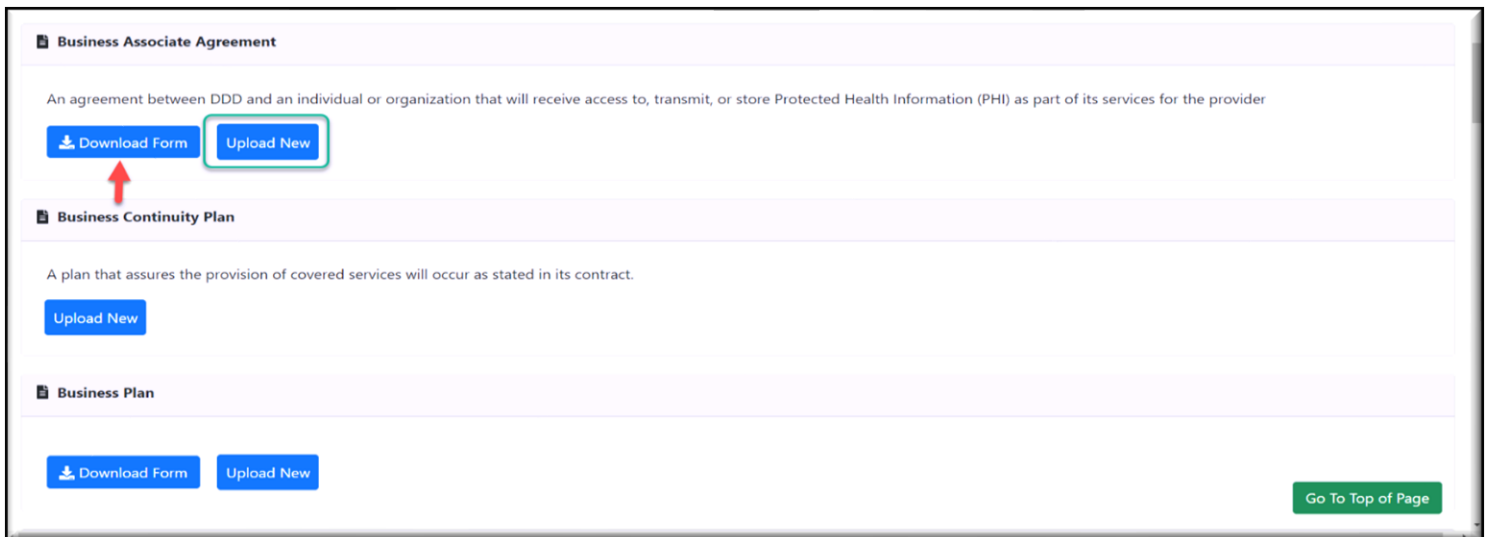 Business Associate Agreement
An agreement between DDD and an individual or organization that will receive access to, transmit, or store Protected Health Information (PHI) as part of its services for the provider
Download Form Upload New
Business Continuity Plan
A plan that assures the provision of covered services will occur as stated in its contract.
Upload New
Business Plan
Download Form Upload New
Go To Top of Page